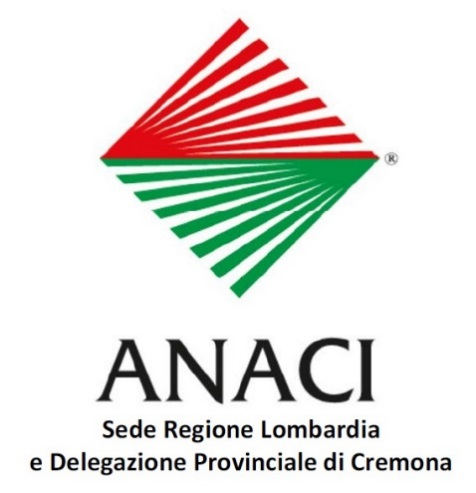 ®
ANACI
Sede Regione Lombardia
e Delegazione Provinciale di Cremona